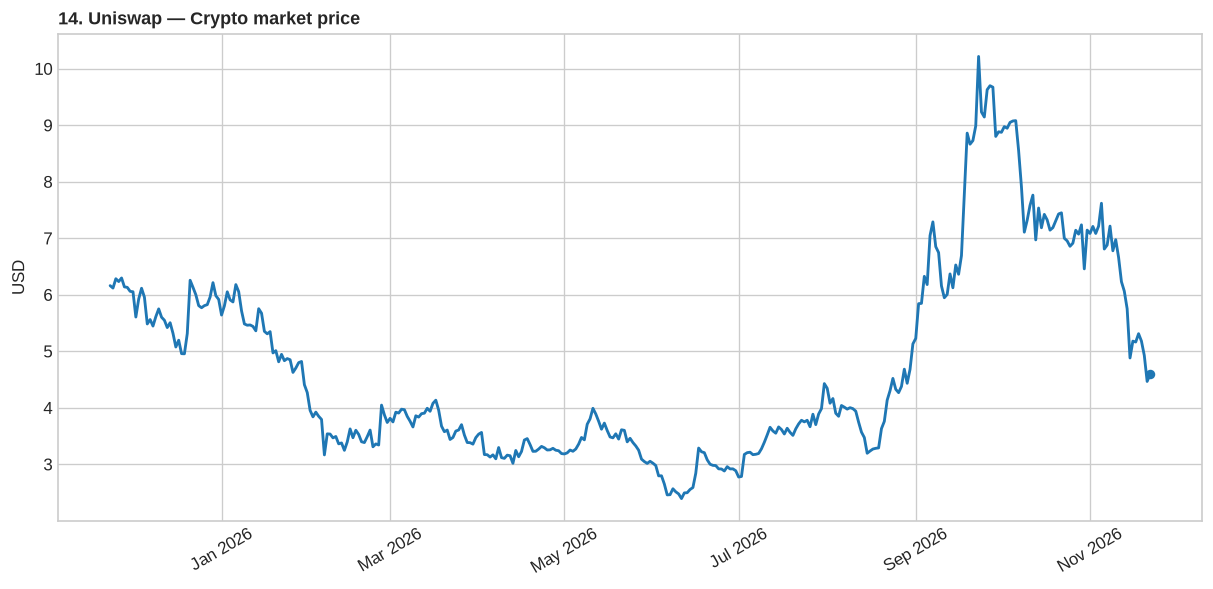 14. Uniswap — Crypto market price
USD
10
9
8
7
6
5
4
3
Jan 2026
Mar 2026
May 2026
Jul 2026
Sep 2026
Nov 2026